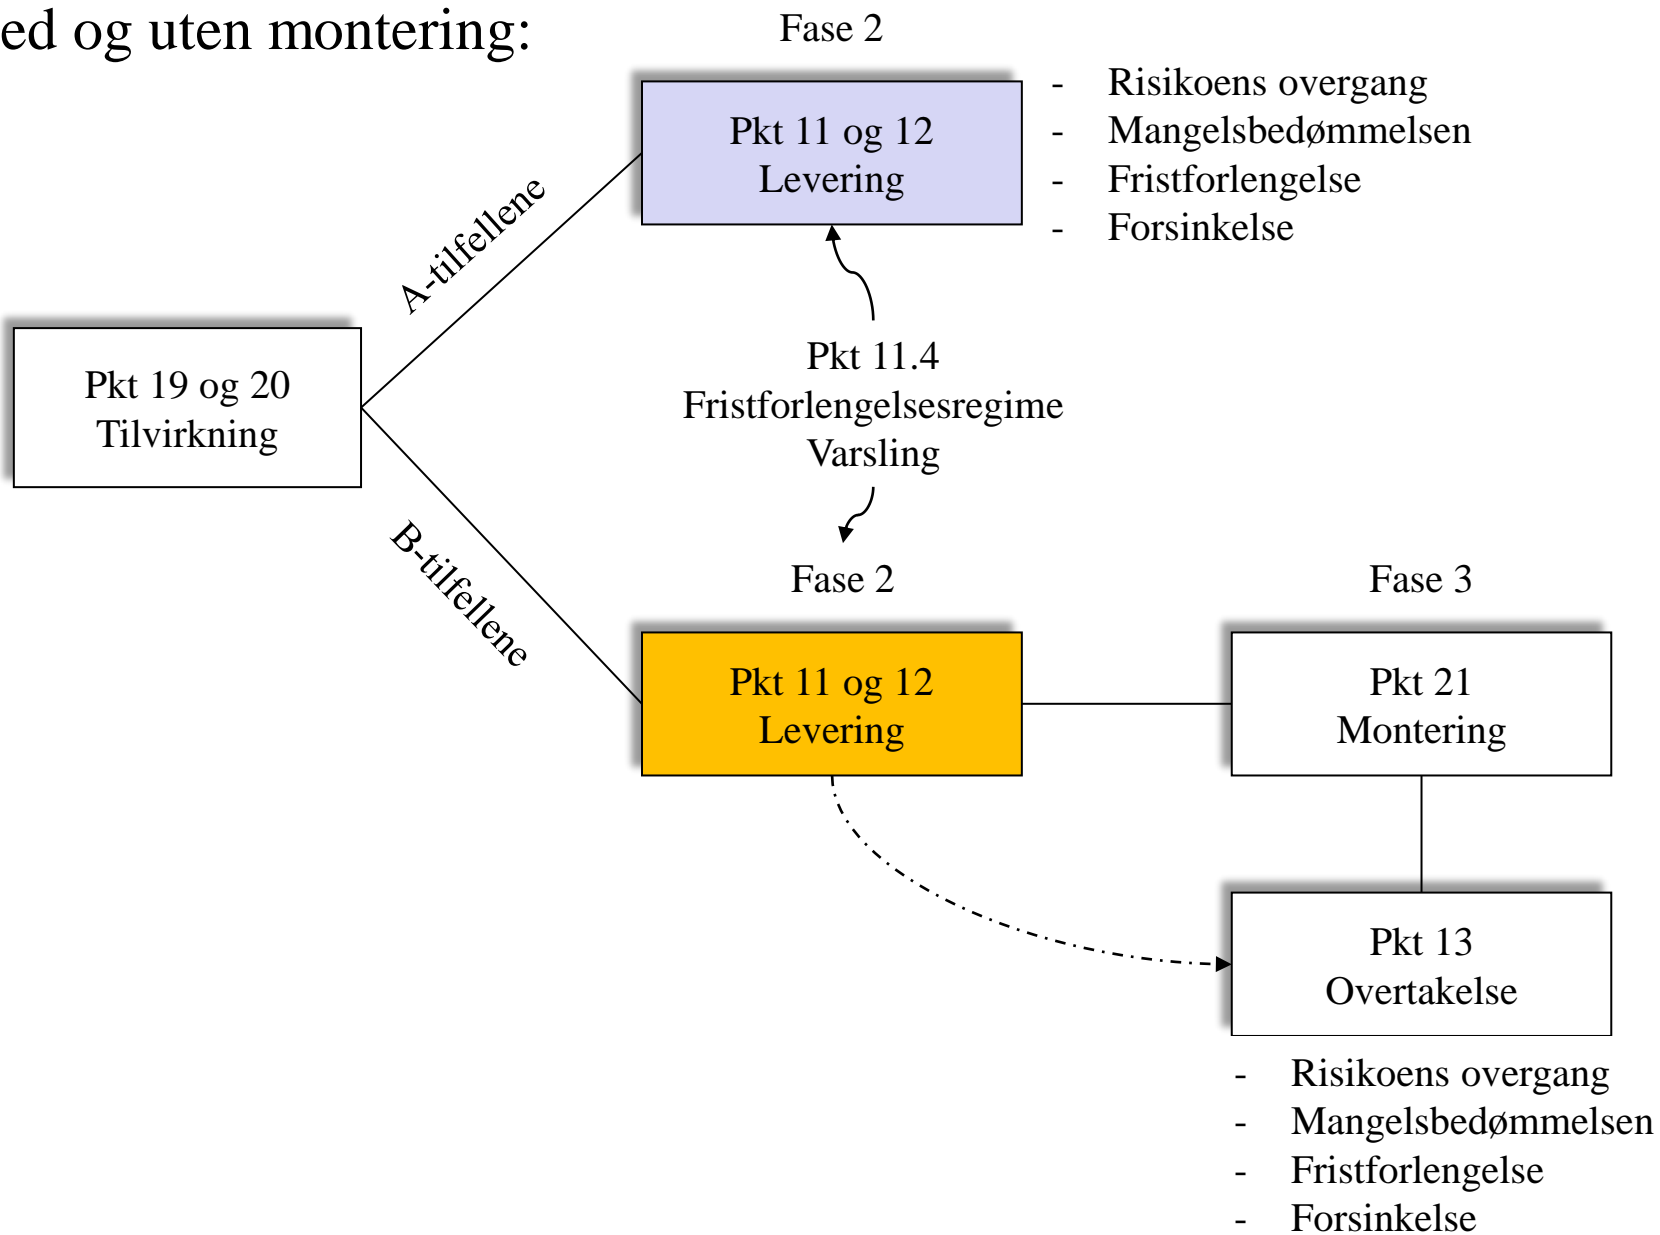 ed og uten montering:
Fase 2
Pkt 11 og 12
Levering
- Risikoens overgang
- Mangelsbedømmelsen
- Fristforlengelse
- Forsinkelse
A-tilfellene
Pkt 19 og 20
Tilvirkning
Pkt 11.4
Fristforlengelsesregime
Varsling
B-tilfellene
Fase 2
Pkt 11 og 12
Levering
Fase 3
Pkt 21
Montering
Pkt 13
Overtakelse
- Risikoens overgang
- Mangelsbedømmelsen
- Fristforlengelse
- Forsinkelse